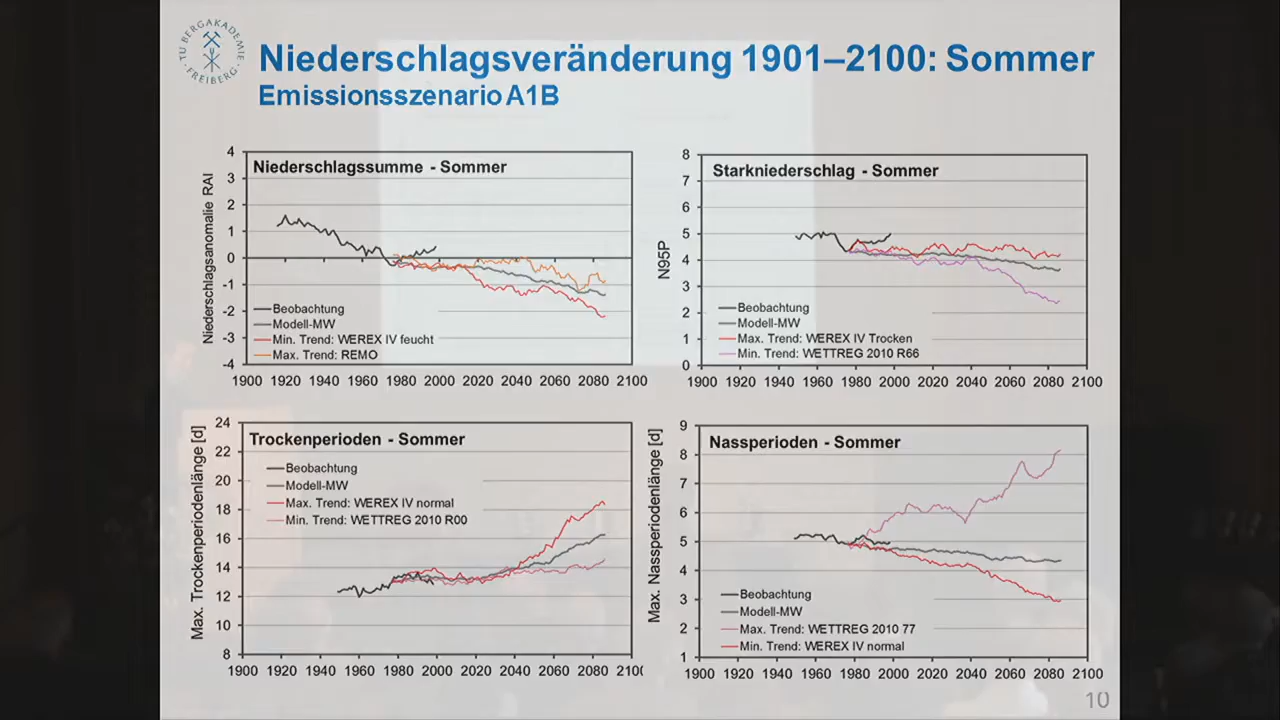 TU BERGAKADEMIE
FREIBERG
Niederschlagsveränderung 1901–2100: Sommer
Emissionsszenario A1B
Niederschlagssumme - Sommer
Niederschlagsanomalie RAI
4
3
2
1
0
-1
-2
-3
-4
Beobachtung
Modell-MW
Min. Trend: WEREX IV feucht
Max. Trend: REMO
1900 1920 1940 1960 1980 2000 2020 2040 2060 2080 2100
Starkniederschlag - Sommer
N95P
8
7
6
5
4
3
2
1
0
Beobachtung
Modell-MW
Max. Trend: WEREX IV Trocken
Min. Trend: WETTREG 2010 R66
1900 1920 1940 1960 1980 2000 2020 2040 2060 2080 2100
Trockenperioden - Sommer
Max. Trockenperiodenlänge [d]
24
22
20
18
16
14
12
10
8
Beobachtung
Modell-MW
Max. Trend: WEREX IV normal
Min. Trend: WETTREG 2010 R00
1900 1920 1940 1960 1980 2000 2020 2040 2060 2080 2100
Nassperioden - Sommer
Max. Nassperiodenlänge [d]
9
8
7
6
5
4
3
2
1
Beobachtung
Modell-MW
Max. Trend: WETTREG 2010 77
Min. Trend: WEREX IV normal
1900 1920 1940 1960 1980 2000 2020 2040 2060 2080 2100
10